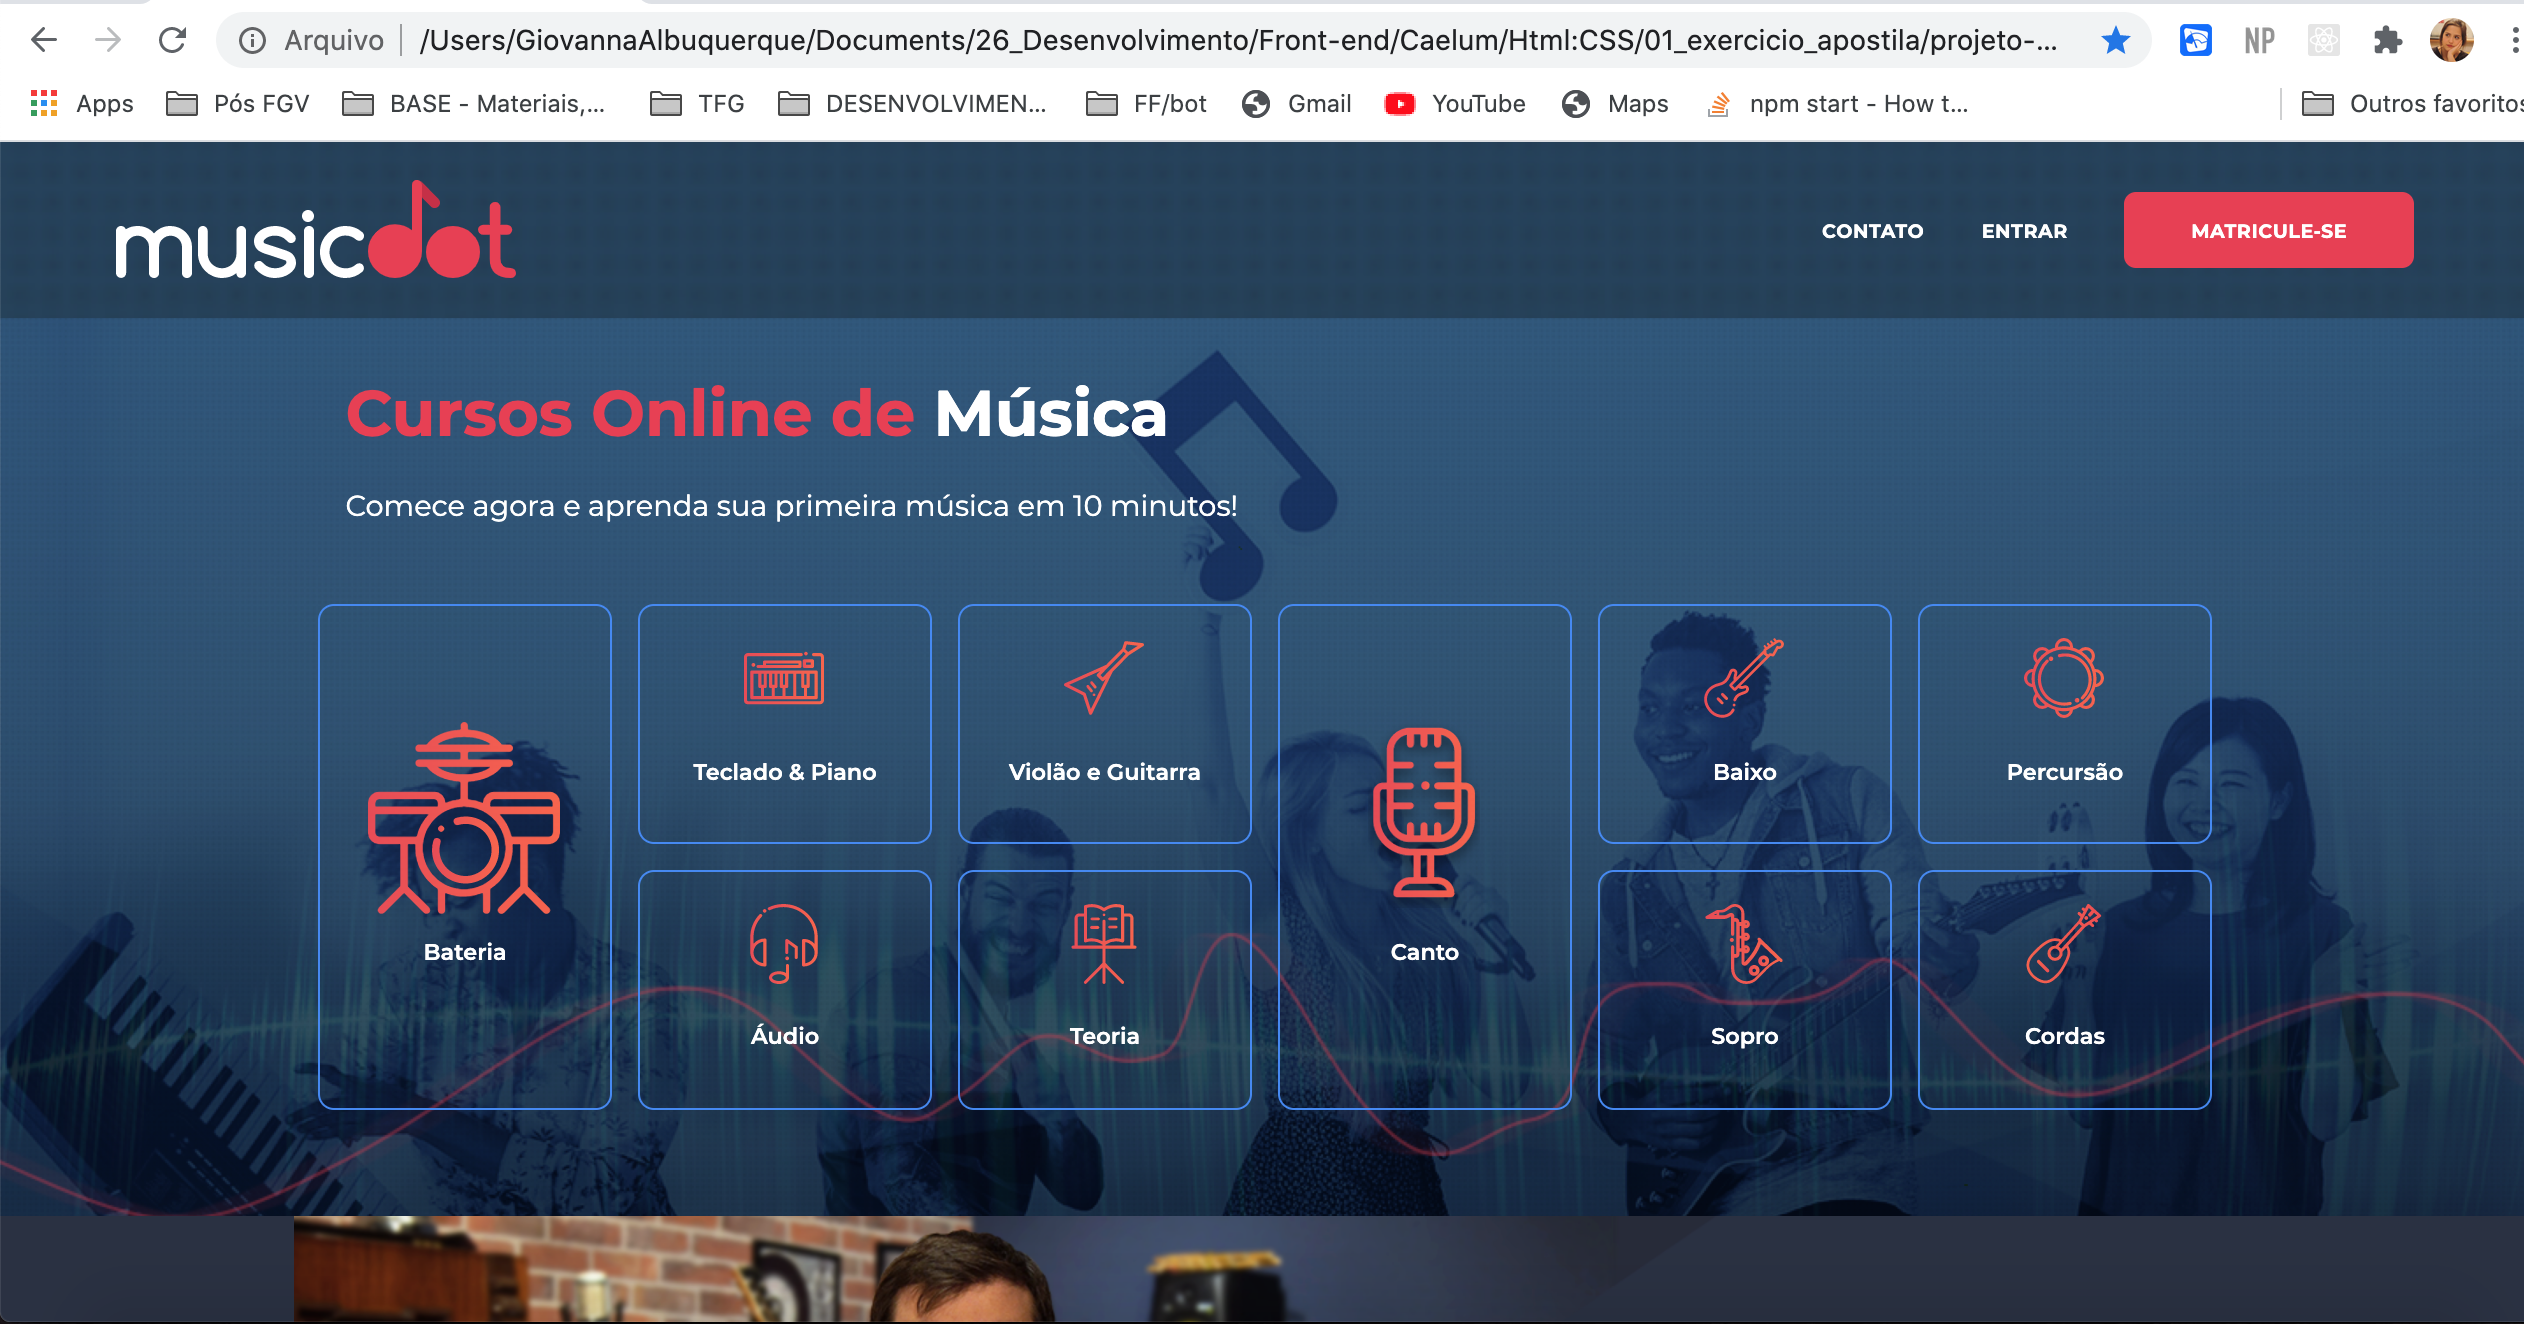 Arquivo /Users/GiovannaAlbuquerque/Documents/26_Desenvolvimento/Front-end/Caelum/Html:CSS/01_exercicio_apostila/projeto-...
NP
Apps Pós FGV BASE - Materiais,... TFG DESENVOLVIMEN... FF/bot Gmail YouTube Maps npm start - How t... Outros favoritos
musicdot
CONTATO ENTRAR MATRICULE-SE
Cursos Online de Música
Comece agora e aprenda sua primeira música em 10 minutos!
Teclado & Piano Violão e Guitarra Baixo Percursão
Bateria Canto
Áudio Teoria Sopro Cordas